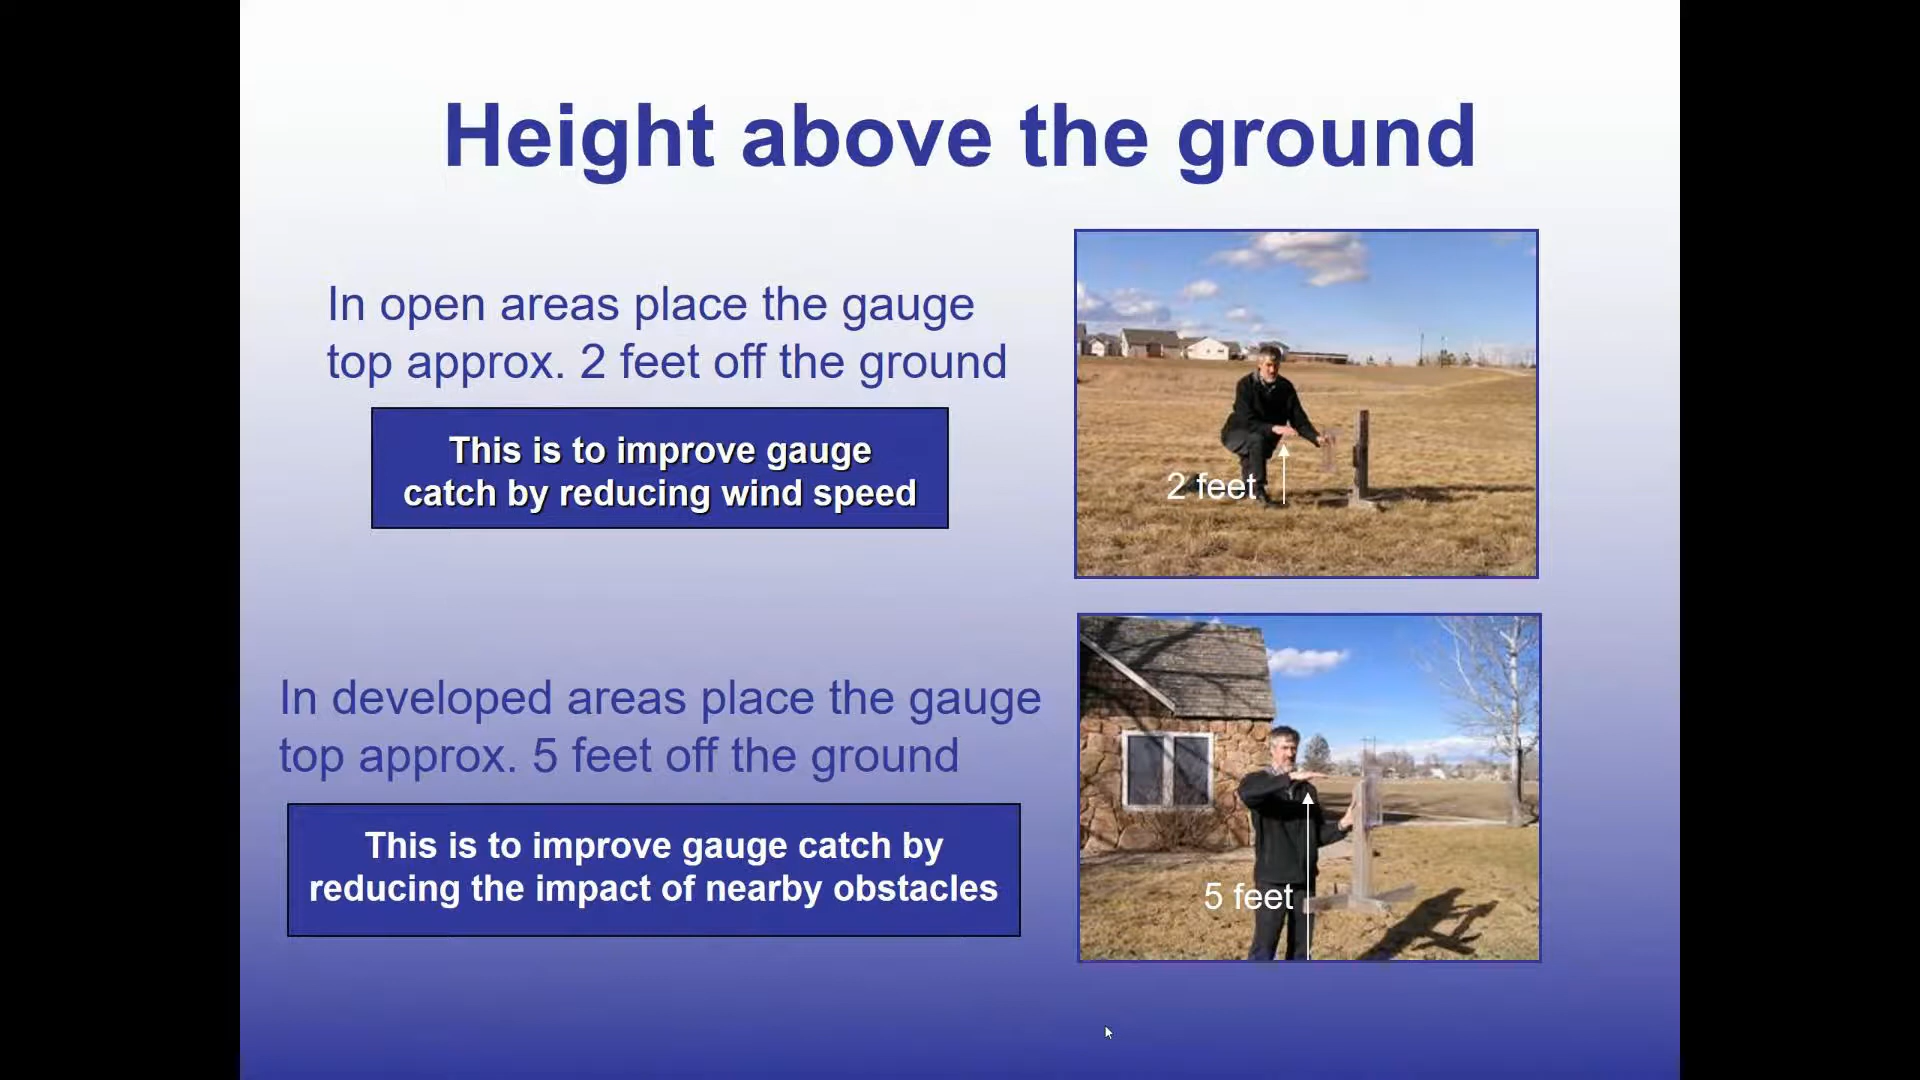 Height above the ground
In open areas place the gauge
top approx. 2 feet off the ground
This is to improve gauge
catch by reducing wind speed
2 feet
In developed areas place the gauge
top approx. 5 feet off the ground
This is to improve gauge catch by
reducing the impact of nearby obstacles
5 feet